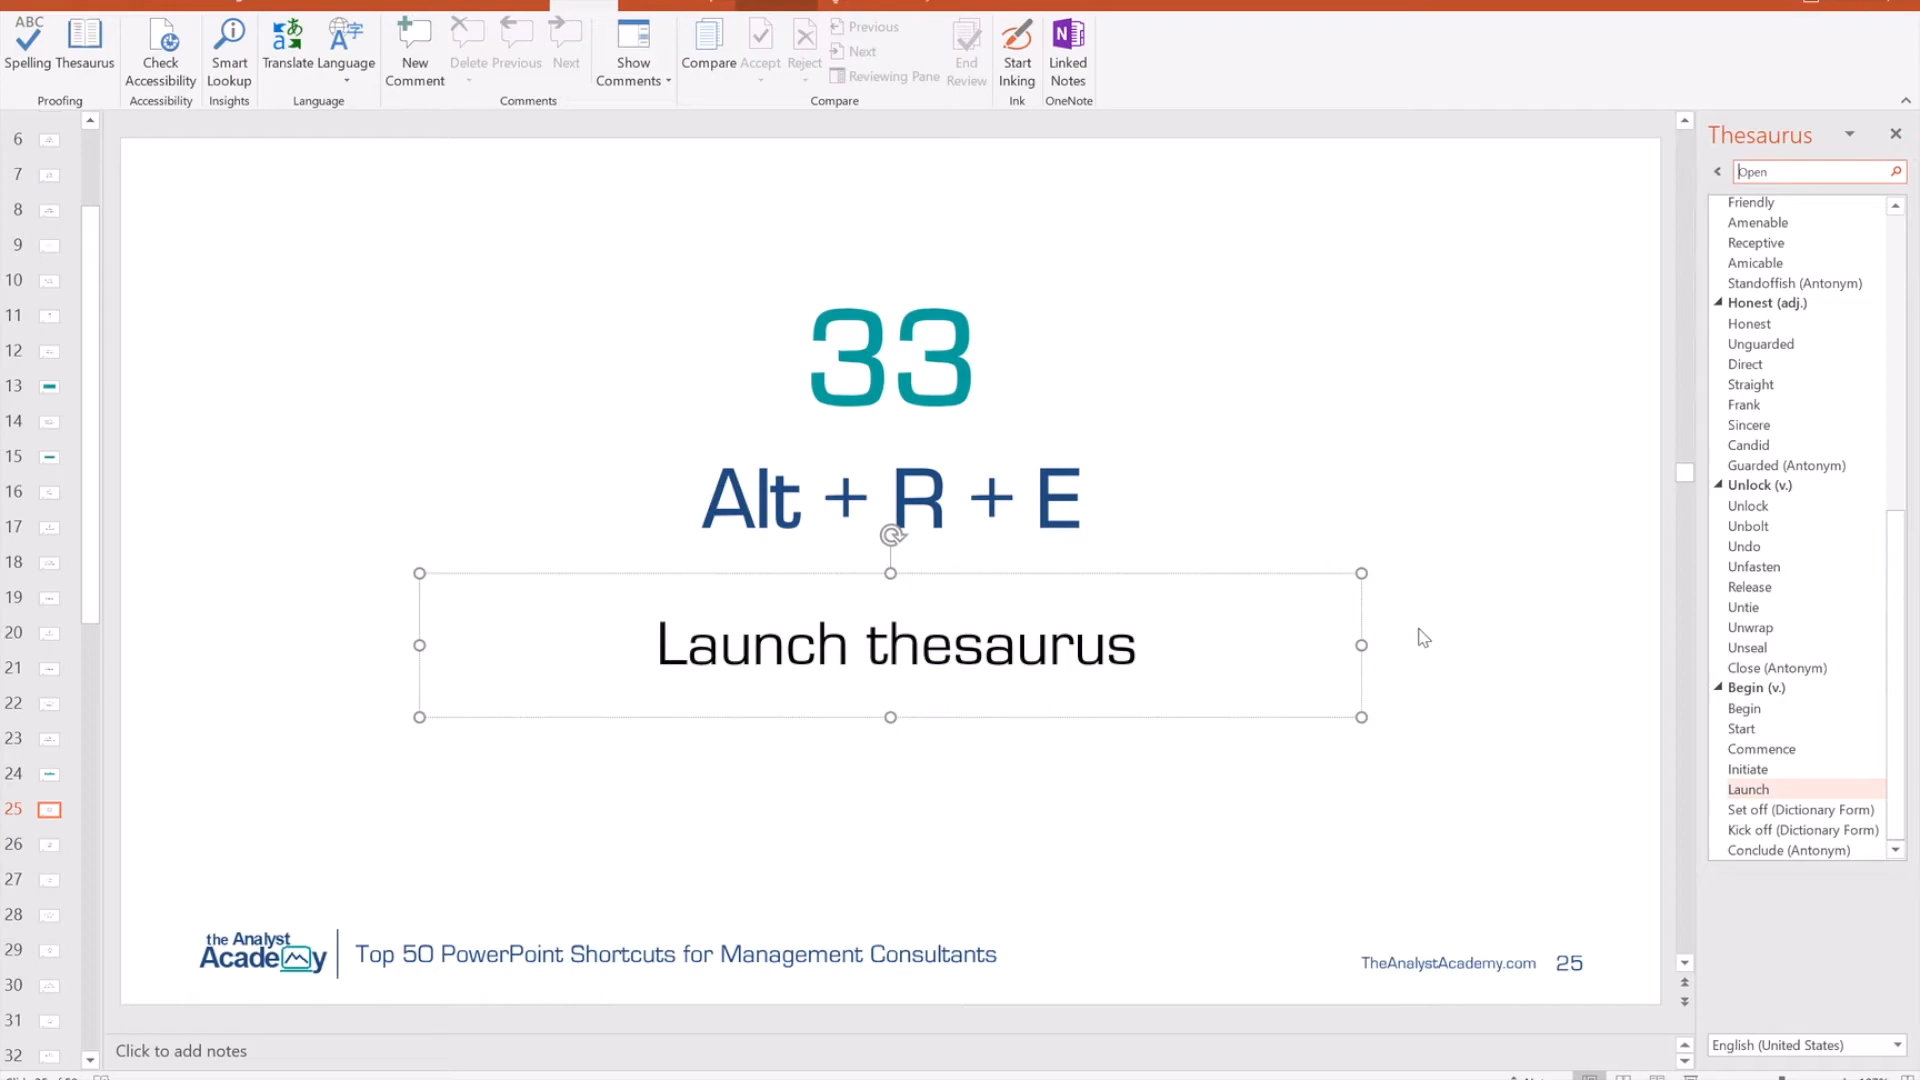 ABC
Spelling
Thesaurus
Proofing
Check
Accessibility
Accessibility
Smart
Lookup
Insights
Translate
Language
Language
New
Comment
Delete
Previous
Next
Show
Comments
Comments
Compare
Accept
Reject
Previous
Next
Reviewing Pane
Compare
End
Review
Start
Inking
Ink
Linked
Notes
OneNote
6
7
8
9
10
11
12
13
14
15
16
17
18
19
20
21
22
23
24
25
26
27
28
29
30
31
32
33
Alt + R + E
Launch thesaurus
the Analyst
Academy
Top 50 PowerPoint Shortcuts for Management Consultants
TheAnalystAcademy.com 25
Click to add notes
Thesaurus
Open
Friendly
Amenable
Receptive
Amicable
Standoffish (Antonym)
Honest (adj.)
Honest
Unguarded
Direct
Straight
Frank
Sincere
Candid
Guarded (Antonym)
Unlock (v.)
Unlock
Unbolt
Undo
Unfasten
Release
Untie
Unwrap
Unseal
Close (Antonym)
Begin (v.)
Begin
Start
Commence
Initiate
Launch
Set off (Dictionary Form)
Kick off (Dictionary Form)
Conclude (Antonym)
English (United States)